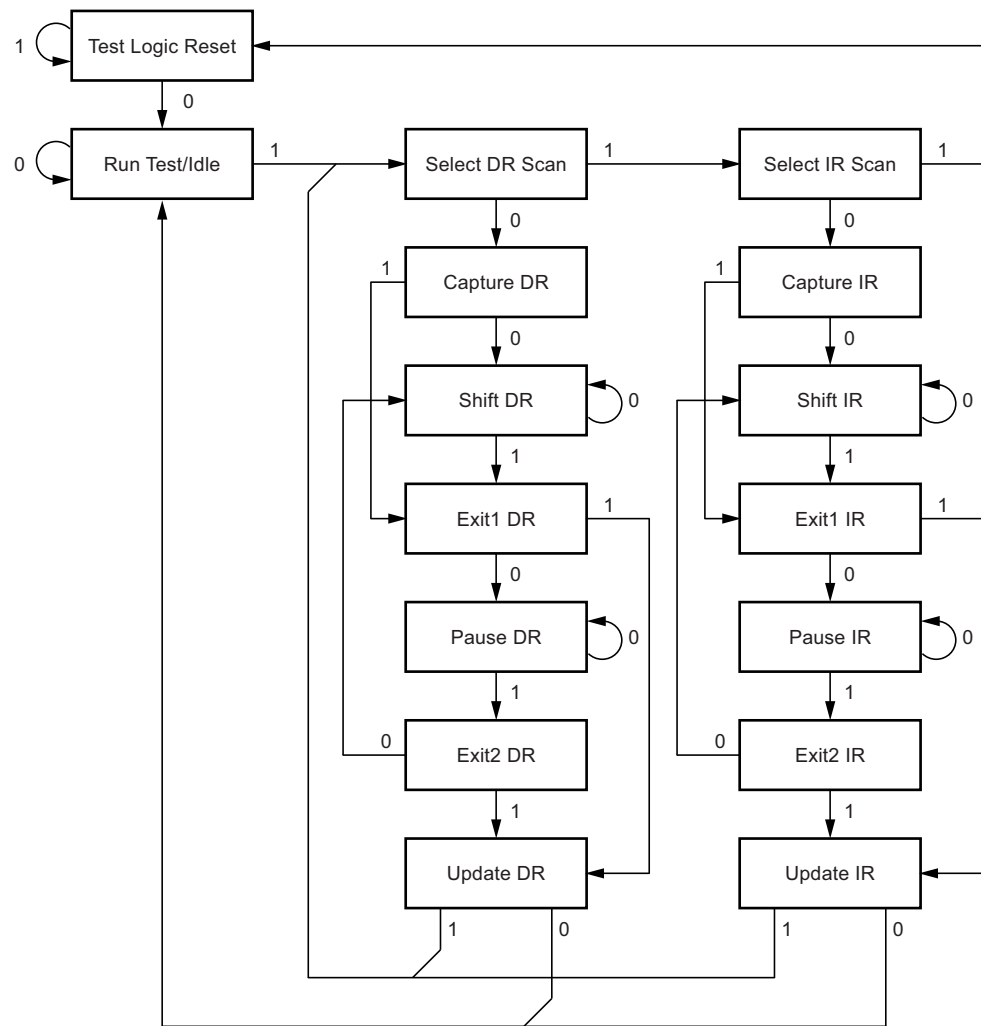 Test Logic Reset
1
0
Run Test/Idle
0
1
Select DR Scan
1
Select IR Scan
1
0
0
1
Capture DR
1
Capture IR
0
0
Shift DR
0
Shift IR
0
1
1
Exit1 DR
1
Exit1 IR
1
0
0
Pause DR
0
Pause IR
0
1
1
0
Exit2 DR
0
Exit2 IR
1
1
Update DR
Update IR
1
0
1
0